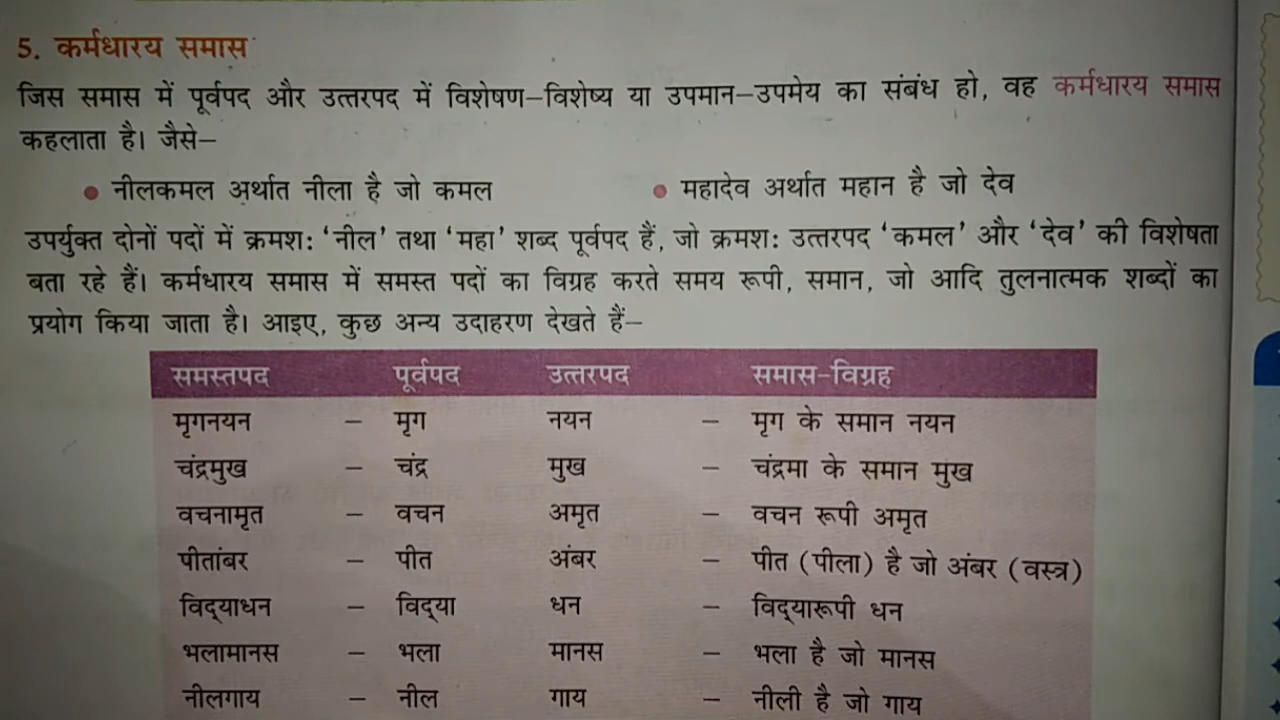 5. कर्मधारय समास
जिस समास में पूर्वपद और उत्तरपद में विशेषण–विशेष्य या उपमान–उपमेय का संबंध हो, वह कर्मधारय समास
कहलाता है। जैसे–
• नीलकमल अर्थात नीला है जो कमल • महादेव अर्थात महान है जो देव
उपर्युक्त दोनों पदों में क्रमश: ‘नील’ तथा ‘महा’ शब्द पूर्वपद हैं, जो क्रमश: उत्तरपद ‘कमल’ और ‘देव’ की विशेषता
बता रहे हैं। कर्मधारय समास में समस्त पदों का विग्रह करते समय रूपी, समान, जो आदि तुलनात्मक शब्दों का
प्रयोग किया जाता है। आइए, कुछ अन्य उदाहरण देखते हैं–
समस्तपद पूर्वपद उत्तरपद समास-विग्रह
मृगनयन – मृग नयन – मृग के समान नयन
चंद्रमुख – चंद्र मुख – चंद्रमा के समान मुख
वचनामृत – वचन अमृत – वचन रूपी अमृत
पीतांबर – पीत अंबर – पीत (पीला) है जो अंबर (वस्त्र)
विद्‌याधन – विद्‌या धन – विद्‌यारूपी धन
भलामानस – भला मानस – भला है जो मानस
नीलगाय – नील गाय – नीली है जो गाय